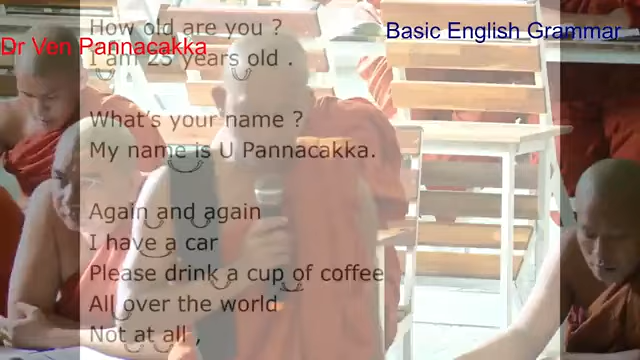 How old are you ?
Basic English Grammar
Dr Ven Pannacakka
I am 25 years old .
What's your name ?
My name is U Pannacakka.
Again and again
I have a car
Please drink a cup of coffee
All over the world
Not at all ,